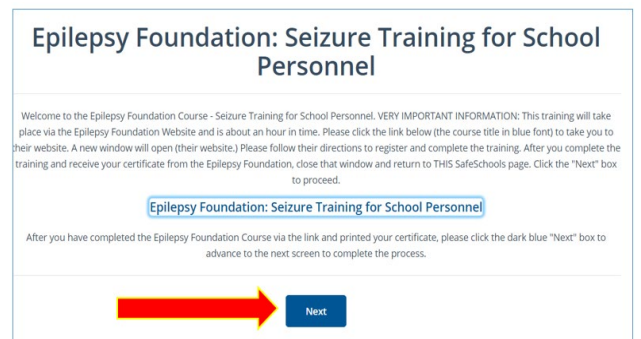 Epilepsy Foundation: Seizure Training for School
Personnel
Welcome to the Epilepsy Foundation Course - Seizure Training for School Personnel. VERY IMPORTANT INFORMATION: This training will take
place via the Epilepsy Foundation Website and is about an hour in time. Please click the link below (the course title in blue font) to take you to
their website. A new window will open (their website.) Please follow their directions to register and complete the training. After you complete the
training and receive your certificate from the Epilepsy Foundation, close that window and return to THIS SafeSchools page. Click the "Next" box
to proceed.
Epilepsy Foundation: Seizure Training for School Personnel
After you have completed the Epilepsy Foundation Course via the link and printed your certificate, please click the dark blue "Next" box to
advance to the next screen to complete the process.
Next